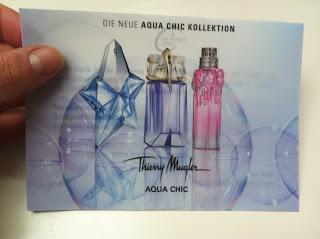 DIE NEUE AQUA CHIC KOLLEKTION
Thierry Mugler
AQUA CHIC